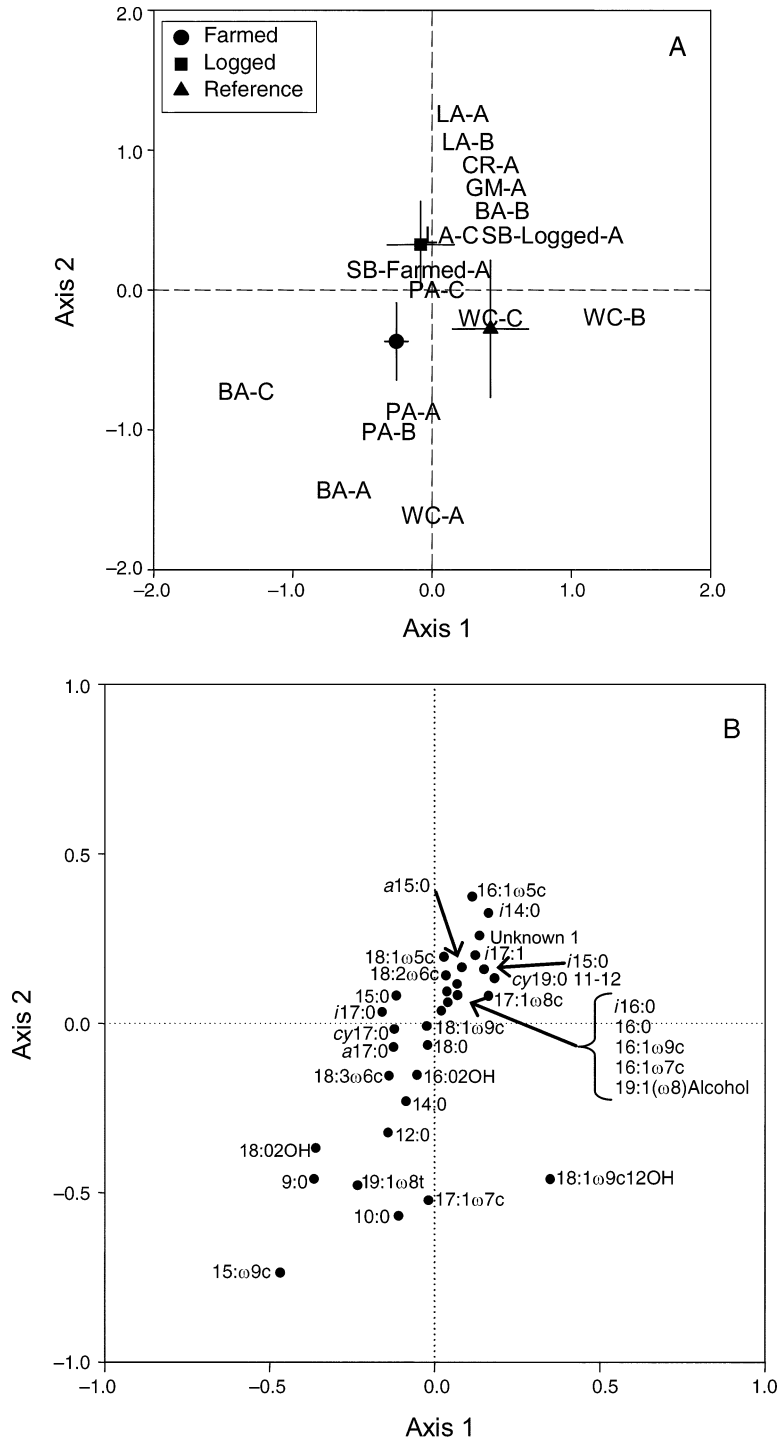 2.0
A
Farmed
Logged
Reference
LA-A
LA-B
1.0
CR-A
GM-A
BA-B
A-C SB-Logged-A
SB-Farmed-A
PA-C
0.0
WC-C
WC-B
BA-C
PA-A
PA-B
−1.0
BA-A
WC-A
−2.0
−2.0 −1.0 0.0 1.0 2.0
Axis 1
Axis 2
1.0
B
0.5
a15:0
16:1ω5c
i14:0
Unknown 1
i17:1
18:1ω5c
i15:0
18:2ω6c
cy19:0 11-12
15:0
17:1ω8c
i17:0
i16:0
16:0
16:1ω9c
16:1ω7c
19:1(ω8)Alcohol
0.0
cy17:0
18:1ω9c
a17:0
18:0
18:3ω6c
16:02OH
14:0
12:0
18:02OH
9:0
19:1ω8t
18:1ω9c12OH
−0.5
17:1ω7c
10:0
15:ω9c
−1.0
−1.0 −0.5 0.0 0.5 1.0
Axis 1
Axis 2